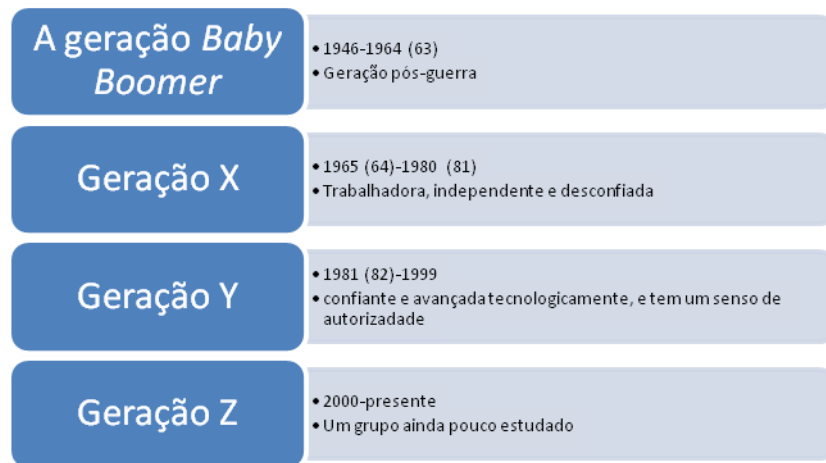 A geração Baby
Boomer
• 1946-1964 (63)
• Geração pós-guerra
Geração X
• 1965 (64)-1980 (81)
• Trabalhadora, independente e desconfiada
Geração Y
• 1981 (82)-1999
• confiante e avançada tecnologicamente, e tem um senso de
autorizadade
Geração Z
• 2000-presente
• Um grupo ainda pouco estudado